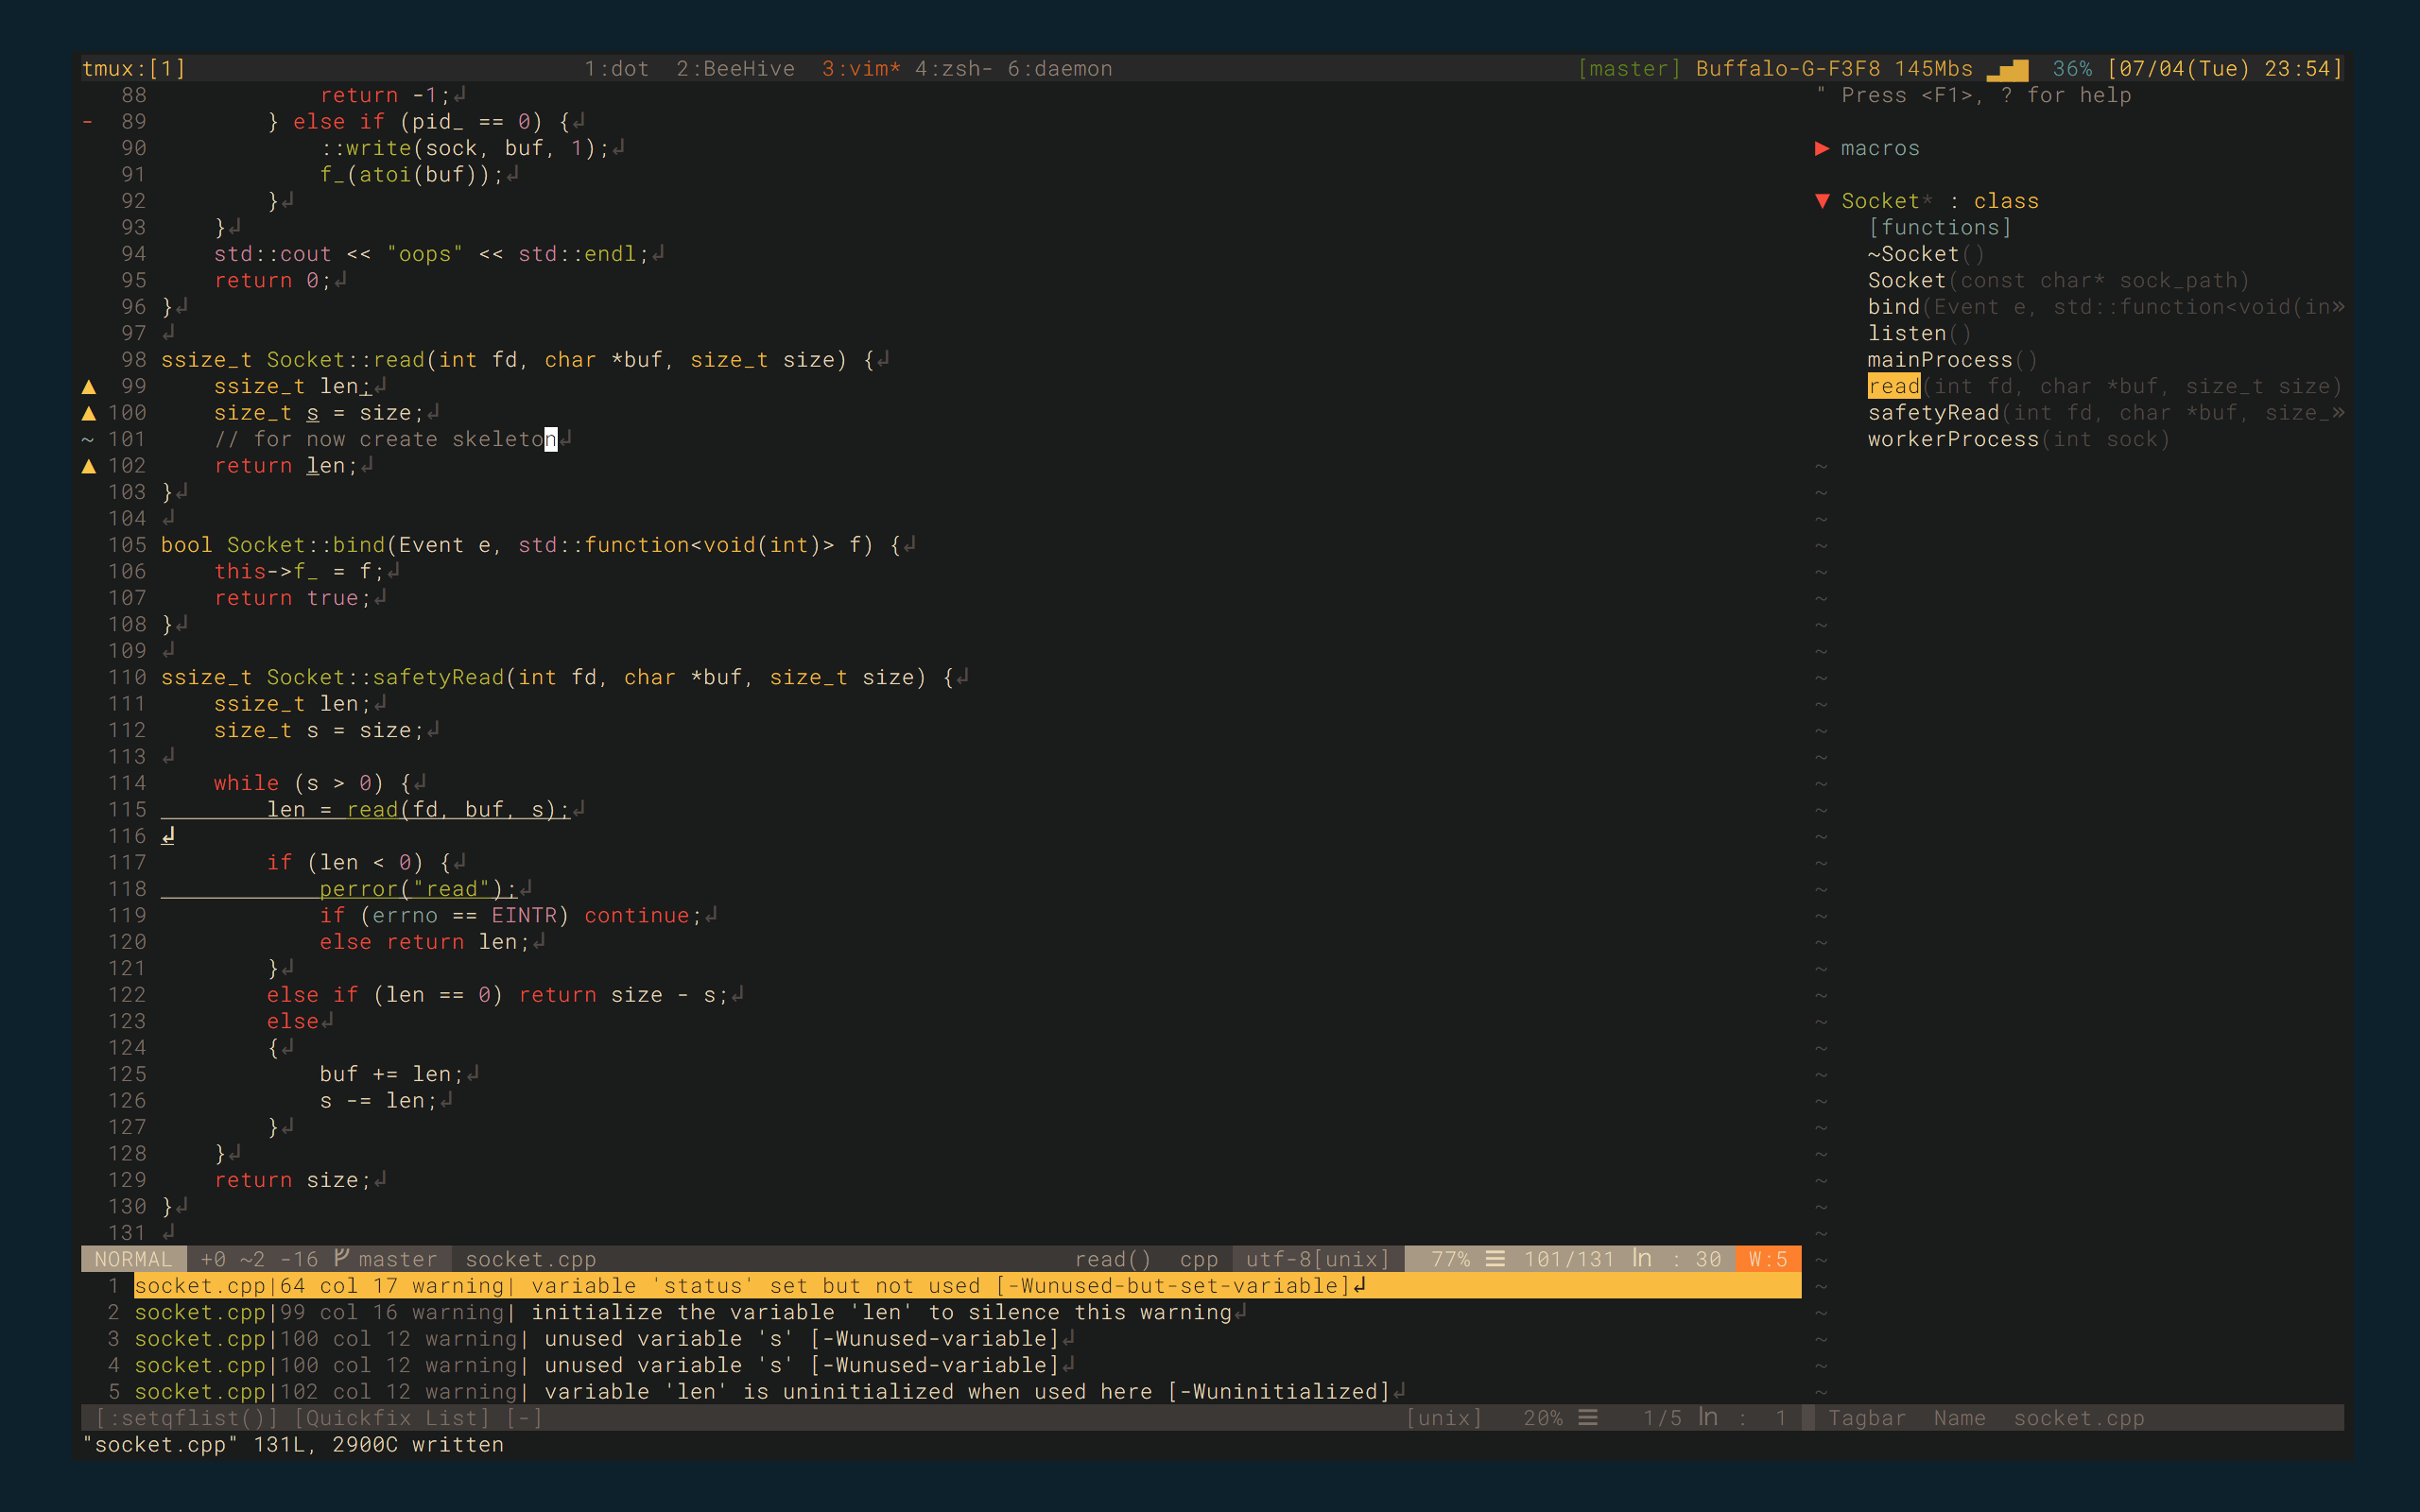 tmux:[1] 1:dot 2:BeeHive 3:vim* 4:zsh- 6:daemon [master] Buffalo-G-F3F8 145Mbs 36% [07/04(Tue) 23:54]
88 return -1;↲
- 89 } else if (pid_ == 0) {↲
90 ::write(sock, buf, 1);↲
91 f_(atoi(buf));↲
92 }↲
93 }↲
94 std::cout << "oops" << std::endl;↲
95 return 0;↲
96 }↲
97 ↲
98 ssize_t Socket::read(int fd, char *buf, size_t size) {↲
▲ 99 ssize_t len;↲
▲ 100 size_t s = size;↲
~ 101 // for now create skeleton↲
▲ 102 return len;↲
103 }↲
104 ↲
105 bool Socket::bind(Event e, std::function<void(int)> f) {↲
106 this->f_ = f;↲
107 return true;↲
108 }↲
109 ↲
110 ssize_t Socket::safetyRead(int fd, char *buf, size_t size) {↲
111 ssize_t len;↲
112 size_t s = size;↲
113 ↲
114 while (s > 0) {↲
115 len = read(fd, buf, s);↲
116 ↲
117 if (len < 0) {↲
118 perror("read");↲
119 if (errno == EINTR) continue;↲
120 else return len;↲
121 }↲
122 else if (len == 0) return size - s;↲
123 else↲
124 {↲
125 buf += len;↲
126 s -= len;↲
127 }↲
128 }↲
129 return size;↲
130 }↲
131 ↲
NORMAL +0 ~2 -16 master socket.cpp read() cpp utf-8[unix] 77% ☰ 101/131 ln : 30 W:5
1 socket.cpp|64 col 17 warning| variable 'status' set but not used [-Wunused-but-set-variable]↲
2 socket.cpp|99 col 16 warning| initialize the variable 'len' to silence this warning↲
3 socket.cpp|100 col 12 warning| unused variable 's' [-Wunused-variable]↲
4 socket.cpp|100 col 12 warning| unused variable 's' [-Wunused-variable]↲
5 socket.cpp|102 col 12 warning| variable 'len' is uninitialized when used here [-Wuninitialized]↲
[:setqflist()] [Quickfix List] [-] [unix] 20% ☰ 1/5 ln : 1
"socket.cpp" 131L, 2900C written
" Press <F1>, ? for help
▶ macros
▼ Socket* : class
[functions]
~Socket()
Socket(const char* sock_path)
bind(Event e, std::function<void(in»
listen()
mainProcess()
read(int fd, char *buf, size_t size)
safetyRead(int fd, char *buf, size_»
workerProcess(int sock)
Tagbar Name socket.cpp